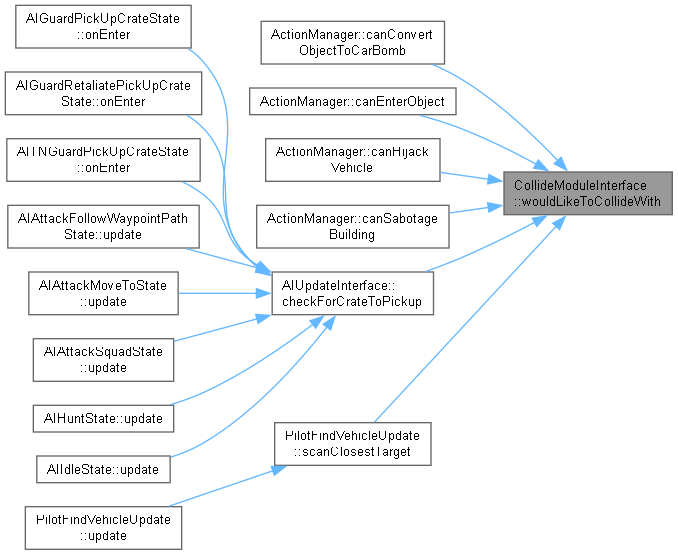 AIGuardPickUpCrateState
::onEnter
AIGuardRetaliatePickUpCrate
State::onEnter
AITNGuardPickUpCrateState
::onEnter
AIAttackFollowWaypointPath
State::update
AIAttackMoveToState
::update
AIAttackSquadState
::update
AIHuntState::update
AIIdleState::update
PilotFindVehicleUpdate
::update
ActionManager::canConvert
ObjectToCarBomb
ActionManager::canEnterObject
ActionManager::canHijack
Vehicle
ActionManager::canSabotage
Building
AIUpdateInterface::
checkForCrateToPickup
PilotFindVehicleUpdate
::scanClosestTarget
CollideModuleInterface
::wouldLikeToCollideWith